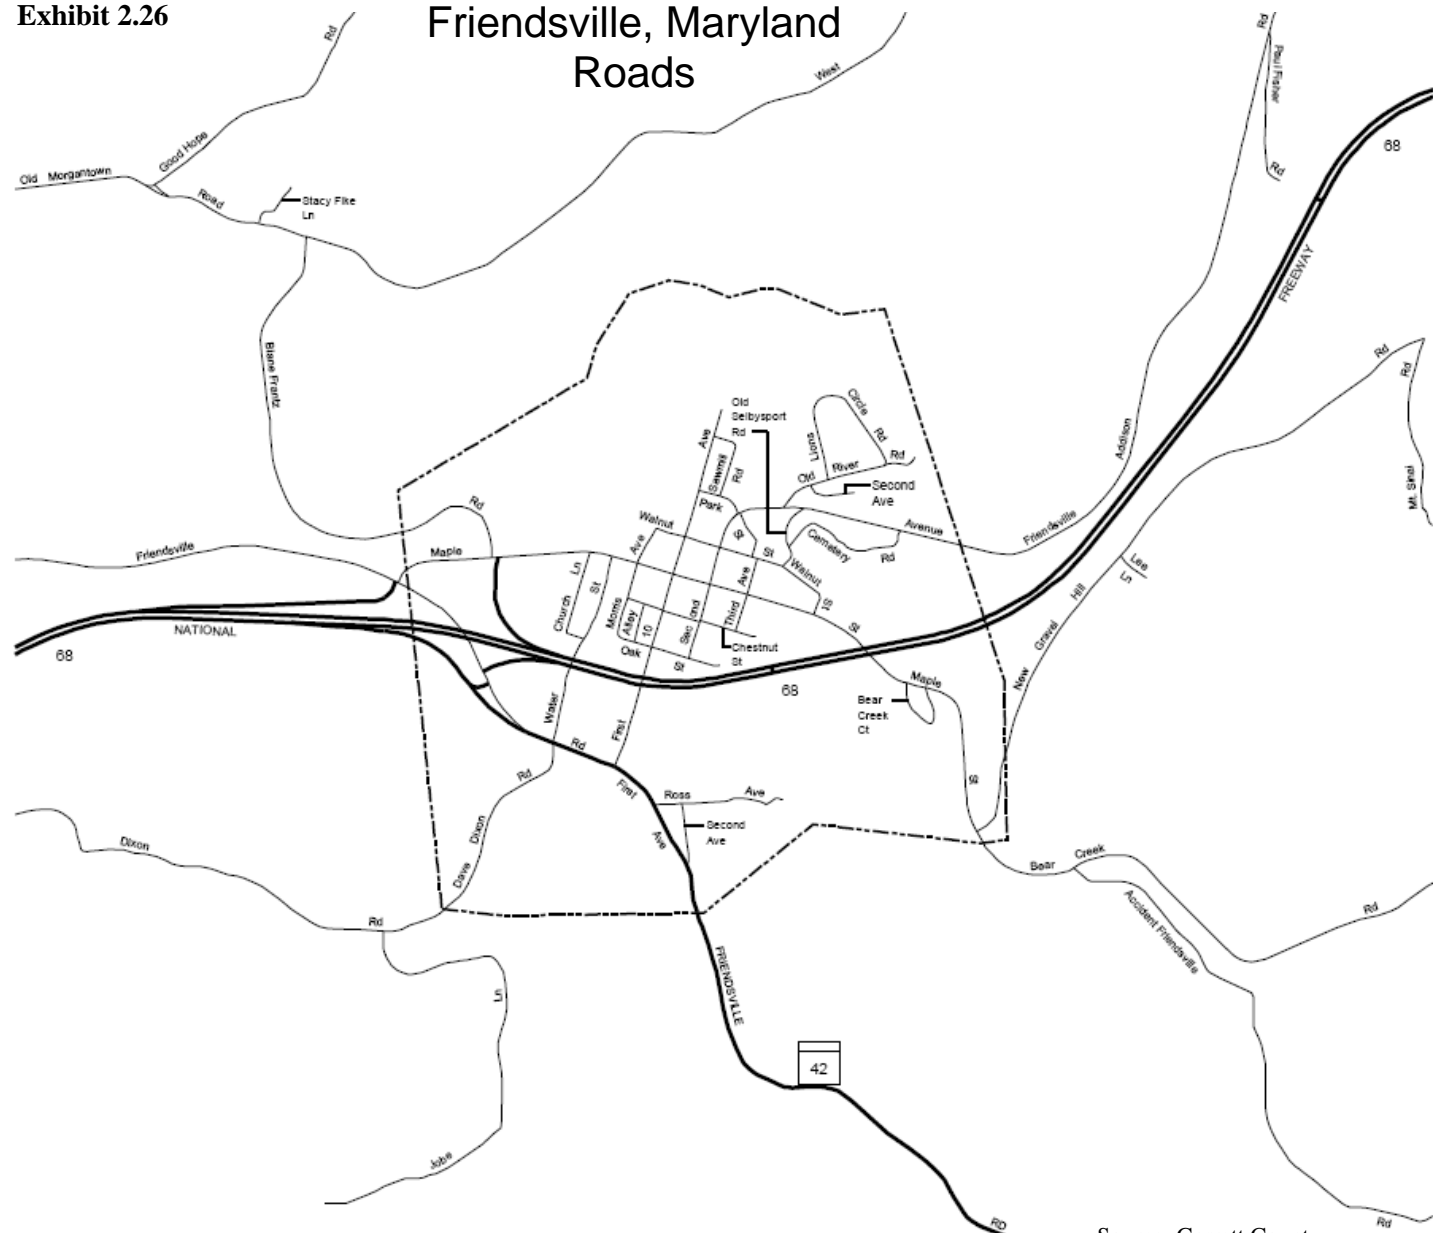 Exhibit 2.26
Friendsville, Maryland
Roads
Rd
West
Rd
Paul Fisher
Rd
68
Good Hope
Old Morgantown
Road
Stacy Fike
Ln
FREEWAY
Blane Frantz
Rd
Rd
Mt. Sinai
Old
Selbysport
Rd
Circle
Rd
Lions
Ave
Sawmill
Rd
Old River Rd
Second
Ave
Addison
Rd
Park
St
Walnut
Ave
St
Walnut
St
Avenue
Cemetery
Rd
Friendsville
Friendsville
Maple
Ln
St
Church
Morris
Alley
10
Sec ond
Ave
Third
Chestnut
St
Oak
St
Lee
Ln
Hill
Gravel
New
NATIONAL
68
68
St
Maple
Bear
Creek
Ct
St
Water
Rd
First
Rd
First
Ave
Ross Ave
Second
Ave
Dixon
Dave
Dixon
Rd
Bear Creek
Rd
Accident Friendsville
Rd
Ln
Jobe
FRIENDSVILLE
42
RD